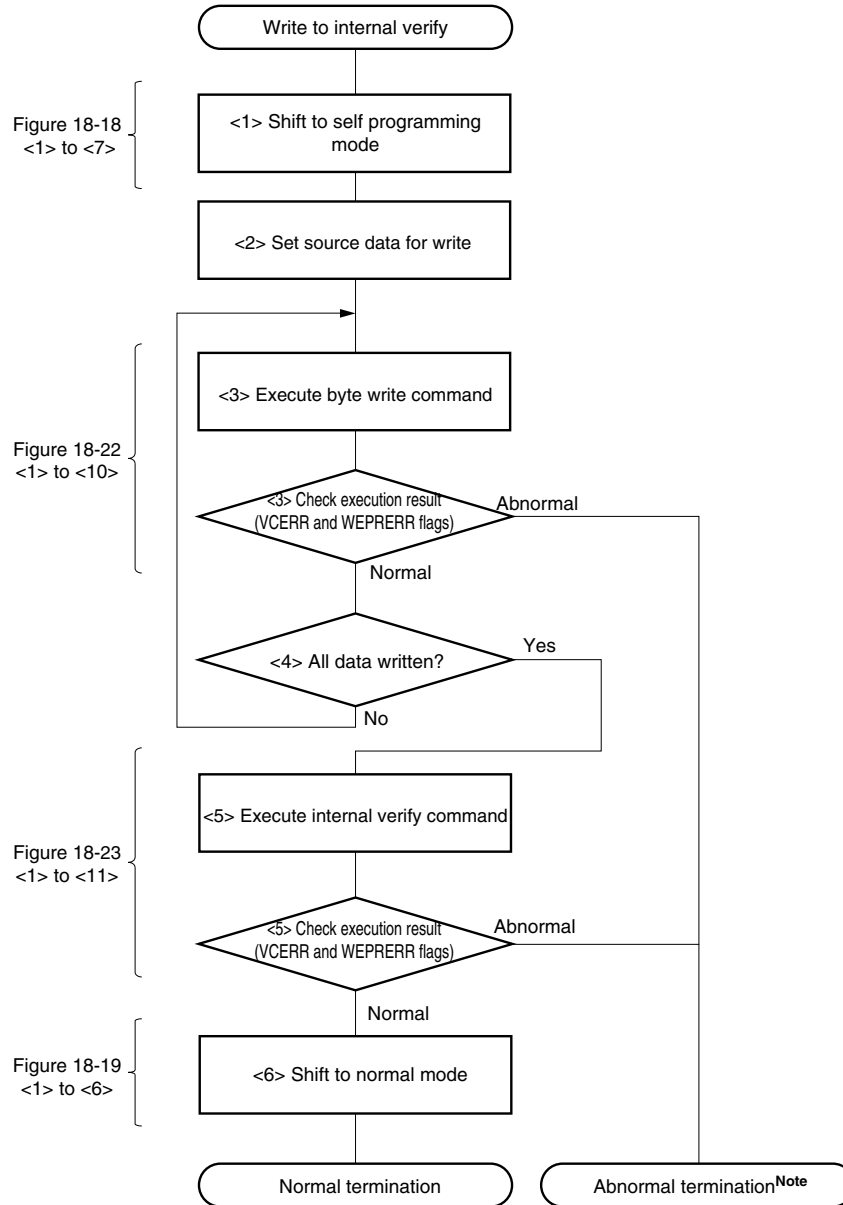 Write to internal verify
Figure 18-18
<1> to <7>
<1> Shift to self programming
mode
<2> Set source data for write
Figure 18-22
<1> to <10>
<3> Execute byte write command
<3> Check execution result
(VCERR and WEPRERR flags)
Abnormal
Normal
<4> All data written?
Yes
No
Figure 18-23
<1> to <11>
<5> Execute internal verify command
<5> Check execution result
(VCERR and WEPRERR flags)
Abnormal
Normal
Figure 18-19
<1> to <6>
<6> Shift to normal mode
Normal termination
Abnormal terminationNote